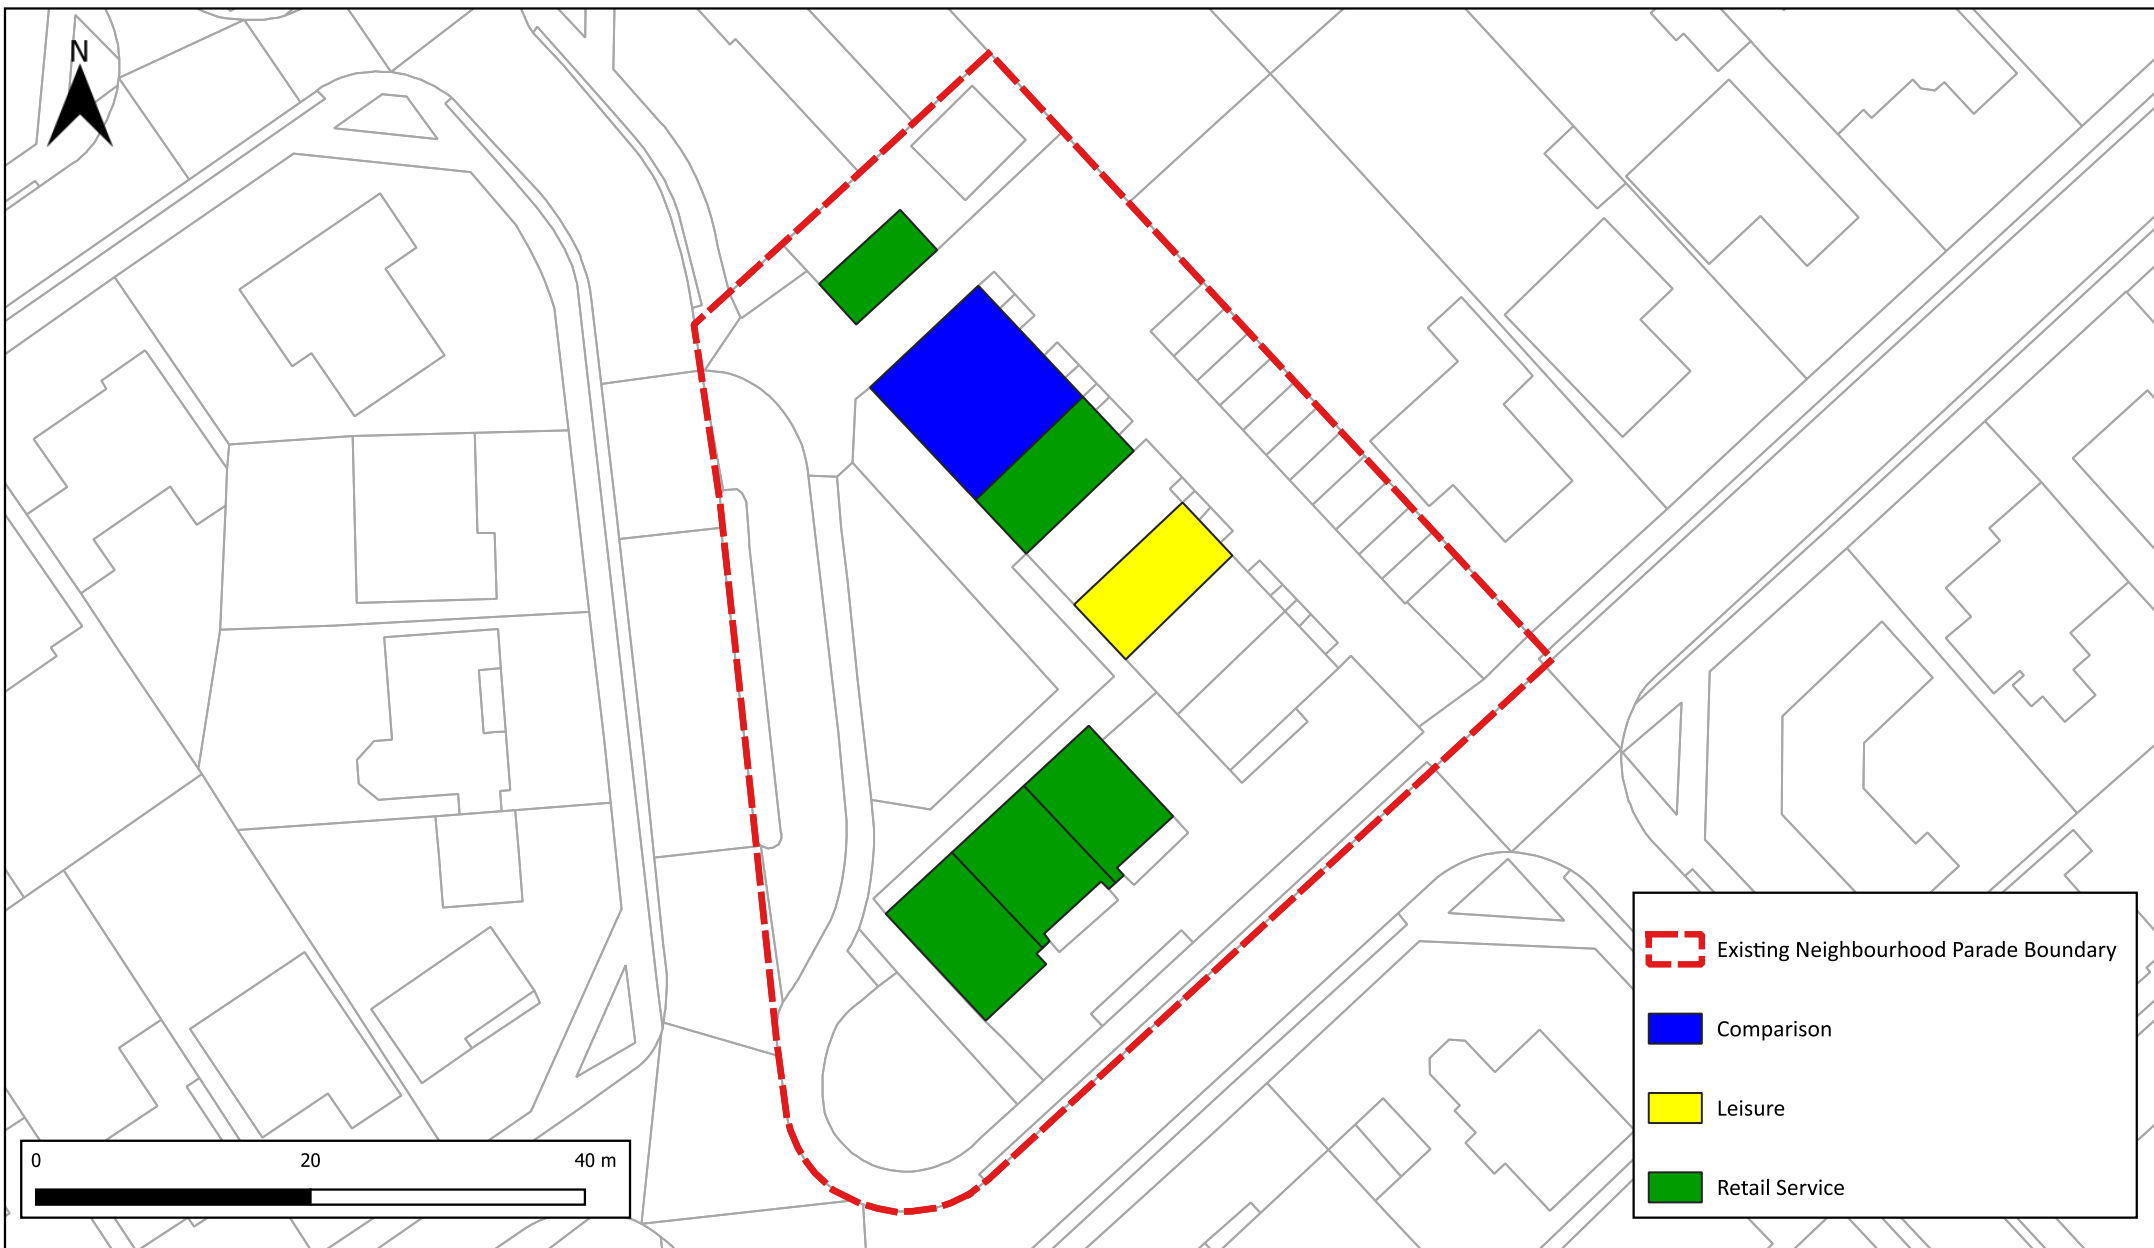 N
Existing Neighbourhood Parade Boundary
Comparison
Leisure
Retail Service
0 20 40 m